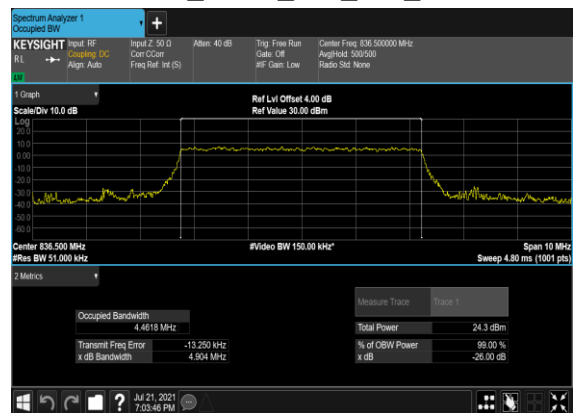 Spectrum Analyzer 1
Occupied BW
+
KEYSIGHT
RL
Input: RF
Coupling: DC
Align: Auto
Input Z: 50 Ω
Corr CCorr
Freq Ref: Int (S)
Atten: 40 dB
Trig: Free Run
Gate: Off
#IF Gain: Low
Center Freq: 836.500000 MHz
Avg|Hold: 500/500
Radio Std: None
1 Graph
Scale/Div 10.0 dB
Ref Lvl Offset 4.00 dB
Ref Value 30.00 dBm
Log
20.0
10.0
0.00
-10.0
-20.0
-30.0
-40.0
-50.0
-60.0
Center 836.500 MHz
#Video BW 150.00 kHz*
Span 10 MHz
#Res BW 51.000 kHz
Sweep 4.80 ms (1001 pts)
2 Metrics
Measure Trace
Trace 1
Occupied Bandwidth
4.4618 MHz
Total Power
24.3 dBm
Transmit Freq Error
-13.250 kHz
% of OBW Power
99.00 %
x dB Bandwidth
4.904 MHz
x dB
-26.00 dB
?
Jul 21, 2021
7:03:46 PM